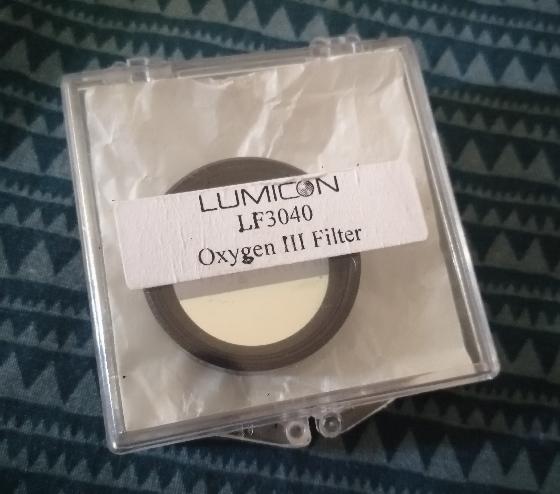 LUMICON
LF3040
Oxygen III Filter